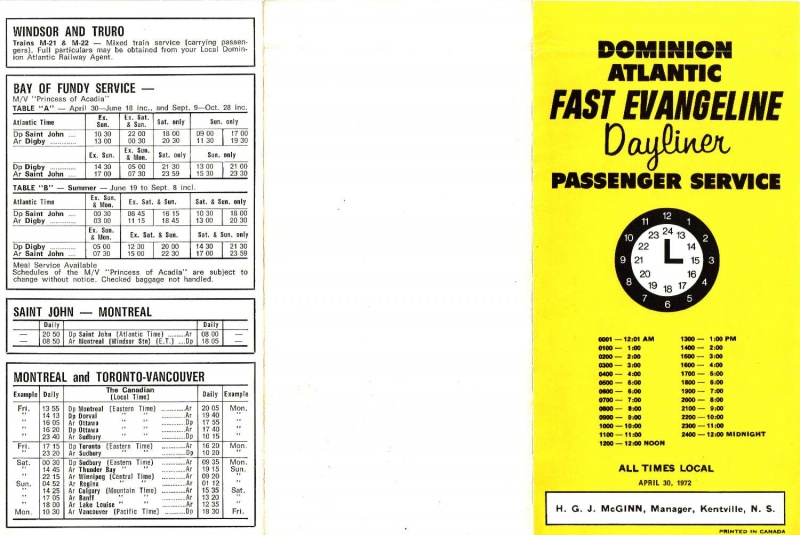 WINDSOR AND TRURO
Trains M-21 & M-22 — Mixed train service (carrying passen-
gers). Full particulars may be obtained from your Local Domin-
ion Atlantic Railway Agent.
BAY OF FUNDY SERVICE —
M/V "Princess of Acadia"
TABLE "A" — April 30—June 18 inc., and Sept. 9—Oct. 28 inc.
Atlantic Time Ex. Sun. Ex. Sat. & Sun. Sat. only Sun. only
Dp Saint John .... 10 30 22 00 18 00 09 00 17 00
Ar Digby ............. 13 00 00 30 20 30 11 30 19 30
Ex. Sun. Ex. Sun. & Mon. Sat. only Sun. only
Dp Digby ............. 14 30 05 00 21 30 13 00 21 00
Ar Saint John .... 17 00 07 30 23 59 15 30 23 30
TABLE "B" — Summer — June 19 to Sept. 8 incl.
Atlantic Time Ex. Sun. & Mon. Ex. Sat. & Sun. Sat. & Sun. only
Dp Saint John .... 00 30 08 45 16 15 10 30 18 00
Ar Digby ............. 03 00 11 15 18 45 13 00 20 30
Ex. Sun. & Mon. Ex. Sat. & Sun. Sat. & Sun. only
Dp Digby ............. 05 00 12 30 20 00 14 30 21 30
Ar Saint John .... 07 30 15 00 22 30 17 00 23 59
Meal Service Available
Schedules of the M/V "Princess of Acadia" are subject to
change without notice. Checked baggage not handled.
SAINT JOHN — MONTREAL
Daily Daily
— 20 50 Dp Saint John (Atlantic Time) ........Ar 08 00 —
— 08 50 Ar Montreal (Windsor Stn) (E.T.) ...Dp 18 05 —
MONTREAL and TORONTO-VANCOUVER
Example Daily The Canadian (Local Time) Daily Example
Fri. 13 55 Dp Montreal (Eastern Time) ............Ar 20 05 Mon.
" 14 13 Dp Dorval " " ............Ar 19 40 "
" 16 05 Ar Ottawa " " ............Dp 17 55 "
" 16 20 Dp Ottawa " " ............Ar 17 40 "
" 23 40 Ar Sudbury " " ............Dp 10 15 "
Fri. 17 15 Dp Toronto (Eastern Time) ............Ar 16 20 Mon.
" 23 20 Ar Sudbury " " ............Dp 10 20 "
Sat. 00 30 Dp Sudbury (Eastern Time) ............Ar 09 35 Mon.
" 14 45 Ar Thunder Bay " " ............Ar 19 15 Sun.
" 22 15 Ar Winnipeg (Central Time) ............Ar 09 20 "
Sun. 04 52 Ar Regina " " ............Ar 01 12 "
" 14 25 Ar Calgary (Mountain Time) ............Ar 15 35 Sat.
" 17 05 Ar Banff " " ............Ar 13 20 "
" 18 00 Ar Lake Louise " " ............Ar 12 35 "
Mon. 10 30 Ar Vancouver (Pacific Time) ............Dp 18 30 Fri.
DOMINION
ATLANTIC
FAST EVANGELINE
Dayliner
PASSENGER SERVICE
12 1 2 3 4 5 6 7 8 9 10 11
24 13 14 15 16 17 18 19 20 21 22 23
0001 — 12:01 AM
0100 — 1:00
0200 — 2:00
0300 — 3:00
0400 — 4:00
0500 — 5:00
0600 — 6:00
0700 — 7:00
0800 — 8:00
0900 — 9:00
1000 — 10:00
1100 — 11:00
1200 — 12:00 NOON
1300 — 1:00 PM
1400 — 2:00
1500 — 3:00
1600 — 4:00
1700 — 5:00
1800 — 6:00
1900 — 7:00
2000 — 8:00
2100 — 9:00
2200 — 10:00
2300 — 11:00
2400 — 12:00 MIDNIGHT
ALL TIMES LOCAL
APRIL 30, 1972
H. G. J. McGINN, Manager, Kentville, N. S.
PRINTED IN CANADA